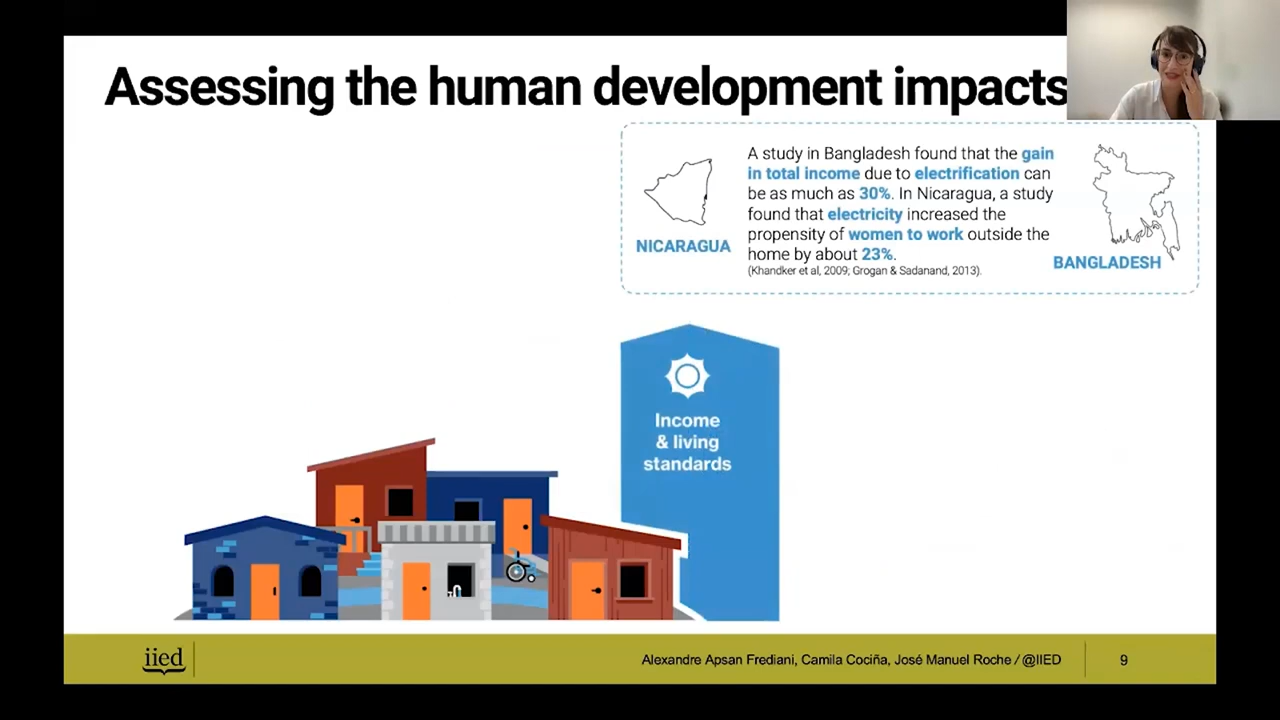 Assessing the human development impacts
A study in Bangladesh found that the gain
in total income due to electrification can
be as much as 30%. In Nicaragua, a study
found that electricity increased the
propensity of women to work outside the
home by about 23%.
(Khandker et al, 2009; Grogan & Sadanand, 2013).
NICARAGUA
BANGLADESH
Income
& living
standards
iied
Alexandre Apsan Frediani, Camila Cociña, José Manuel Roche / @IIED
9